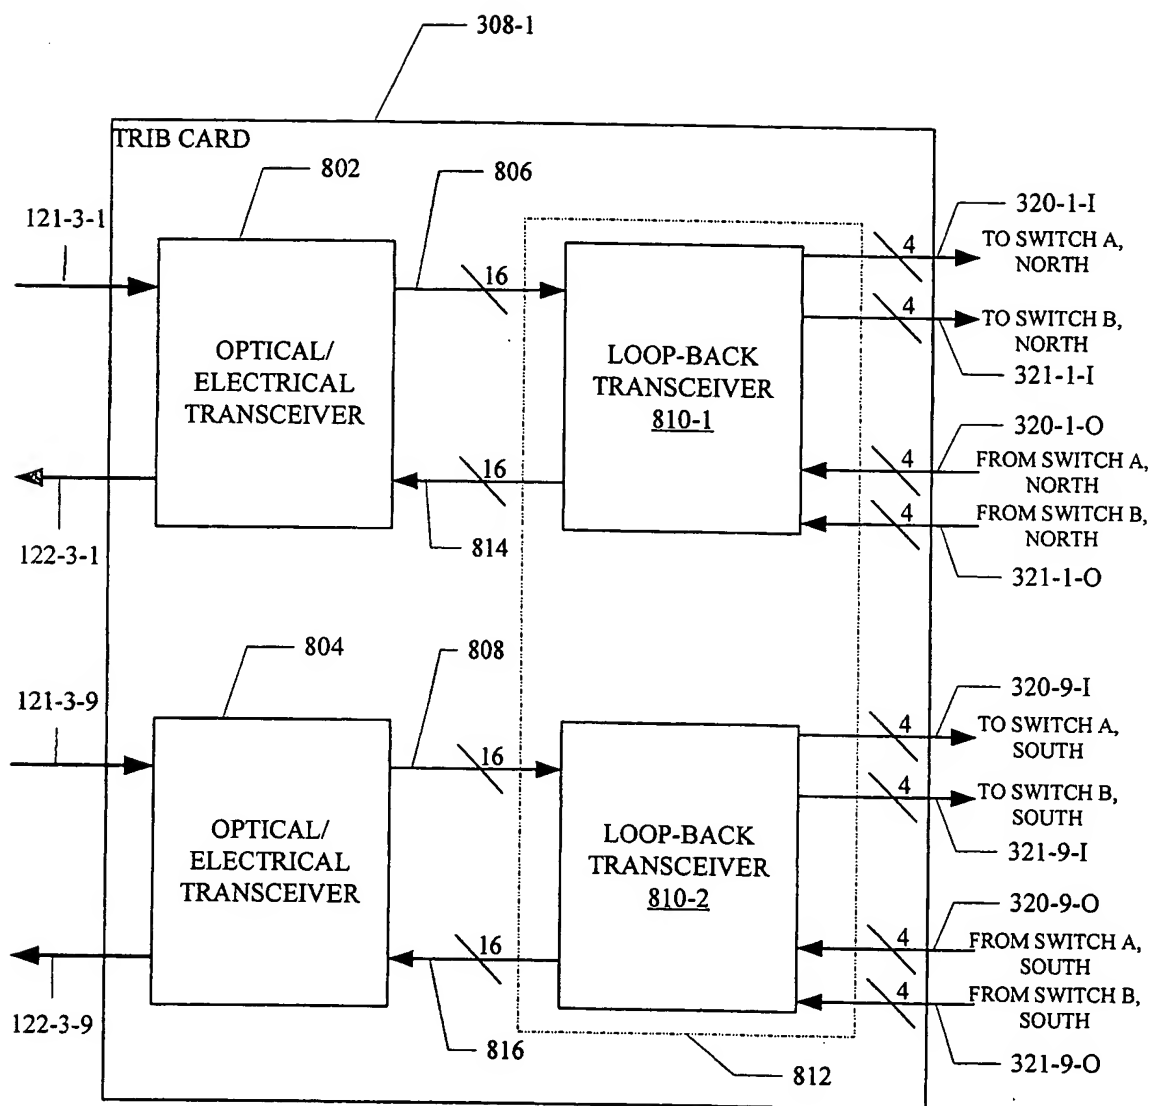 308-1
TRIB CARD
802
806
121-3-1
320-1-I
4
TO SWITCH A,
NORTH
16
4
TO SWITCH B,
NORTH
321-1-I
OPTICAL/
ELECTRICAL
TRANSCEIVER
LOOP-BACK
TRANSCEIVER
810-1
320-1-O
16
4
FROM SWITCH A,
NORTH
4
FROM SWITCH B,
NORTH
122-3-1
814
321-1-O
804
808
121-3-9
320-9-I
4
TO SWITCH A,
SOUTH
16
4
TO SWITCH B,
SOUTH
321-9-I
OPTICAL/
ELECTRICAL
TRANSCEIVER
LOOP-BACK
TRANSCEIVER
810-2
320-9-O
16
4
FROM SWITCH A,
SOUTH
4
FROM SWITCH B,
SOUTH
122-3-9
816
812
321-9-O